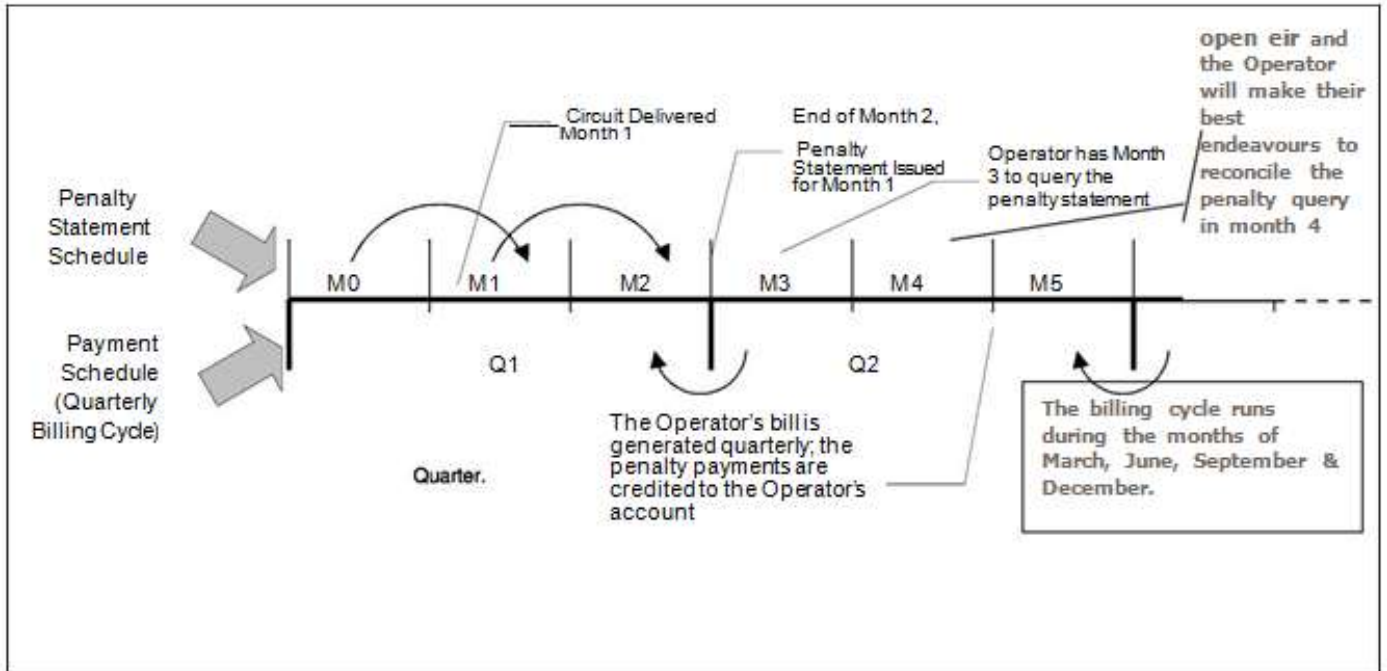 open eir and
the Operator
will make their
best
endeavours to
reconcile the
penalty query
in month 4
Circuit Delivered
Month 1
End of Month 2,
Penalty
Statement Issued
for Month 1
Operator has Month
3 to query the
penalty statement
Penalty
Statement
Schedule
M0
M1
M2
M3
M4
M5
Payment
Schedule
(Quarterly
Billing Cycle)
Q1
Q2
The Operator's bill is
generated quarterly; the
penalty payments are
credited to the Operator's
account
Quarter.
The billing cycle runs
during the months of
March, June, September &
December.